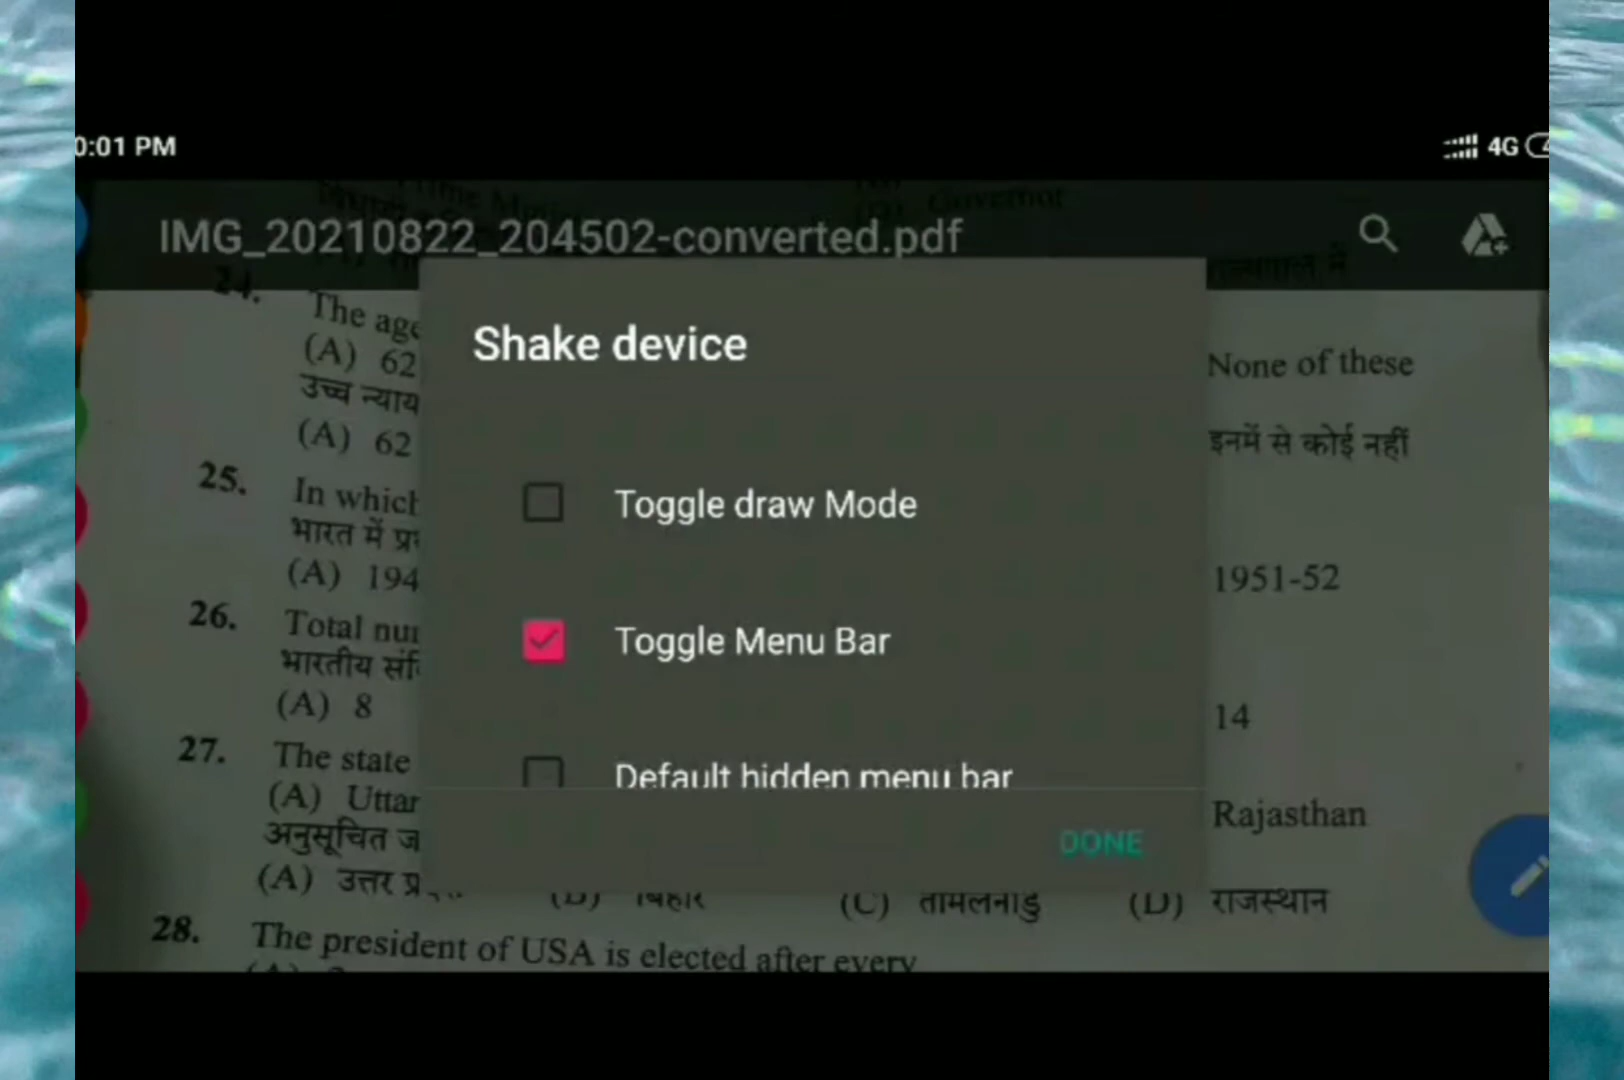 0:01 PM
4G
IMG_20210822_204502-converted.pdf
Governor
24.
The age
None of these
(A) 62
उच्च न्याय
(A) 62
इनमें से कोई नहीं
Shake device
Toggle draw Mode
Toggle Menu Bar
Default hidden menu bar
DONE
25.
In which
भारत में
(A) 194
1951-52
26.
Total
भारतीय
(A) 8
14
27.
The state
(A) Uttar
Rajasthan
अनुसूचित
(A) उत्तर
(C) तामिलनाडु (D) राजस्थान
28.
The president of USA is elected after every